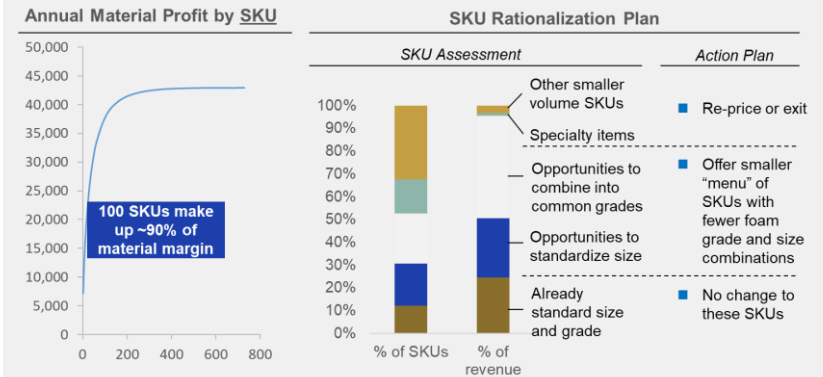 Annual Material Profit by SKU
50,000
45,000
40,000
35,000
30,000
25,000
20,000
15,000
10,000
5,000
0
0
200
400
600
800
100 SKUs make
up ~90% of
material margin
SKU Rationalization Plan
SKU Assessment
Action Plan
100%
90%
80%
70%
60%
50%
40%
30%
20%
10%
0%
% of SKUs
% of
revenue
Other smaller
volume SKUs
Specialty items
Opportunities to
combine into
common grades
Opportunities to
standardize size
Already
standard size
and grade
Re-price or exit
Offer smaller
“menu” of
SKUs with
fewer foam
grade and size
combinations
No change to
these SKUs